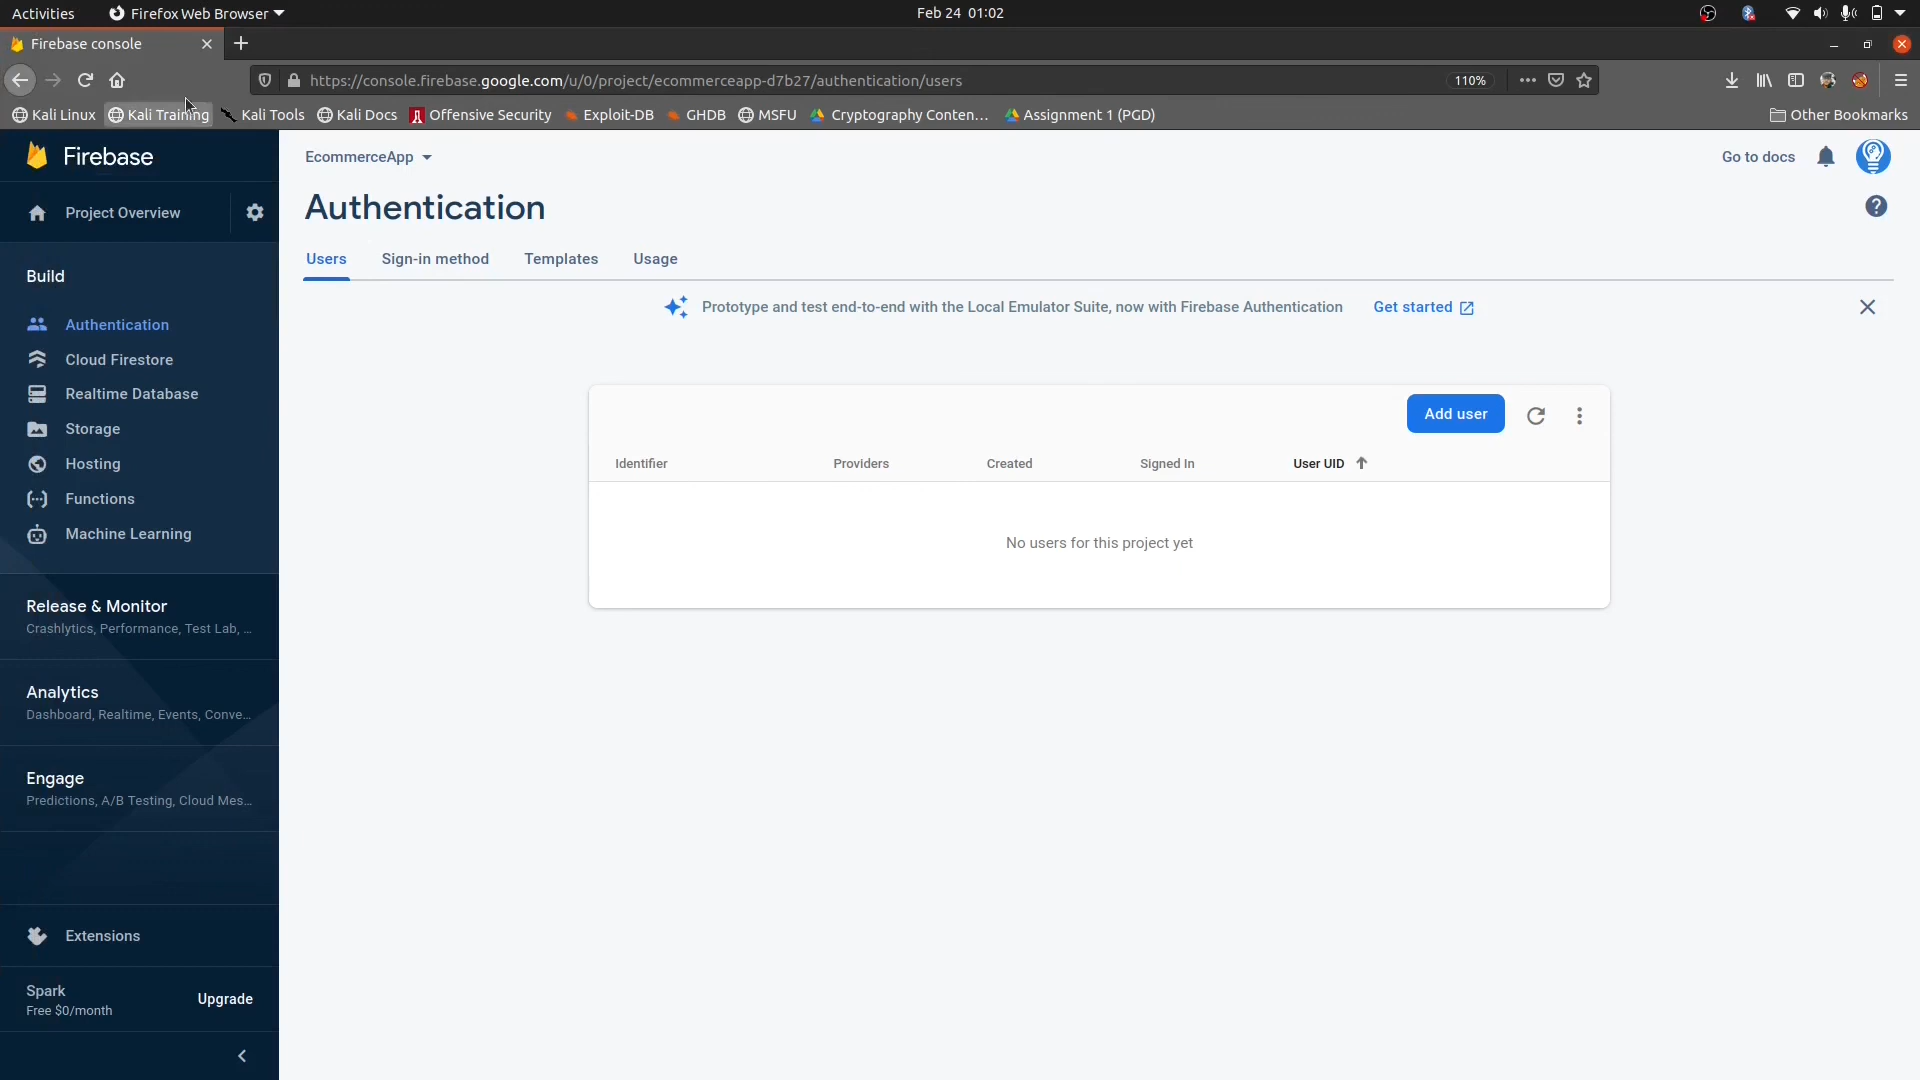 Activities
Firefox Web Browser
Feb 24 01:02
Firebase console
https://console.firebase.google.com/u/0/project/ecommerceapp-d7b27/authentication/users
110%
Kali Linux
Kali Training
Kali Tools
Kali Docs
Offensive Security
Exploit-DB
GHDB
MSFU
Cryptography Conten…
Assignment 1 (PGD)
Other Bookmarks
Firebase
Project Overview
Build
Authentication
Cloud Firestore
Realtime Database
Storage
Hosting
Functions
Machine Learning
Release & Monitor
Crashlytics, Performance, Test Lab, …
Analytics
Dashboard, Realtime, Events, Conve…
Engage
Predictions, A/B Testing, Cloud Mes…
Extensions
Spark
Free $0/month
Upgrade
EcommerceApp
Go to docs
Authentication
Users
Sign-in method
Templates
Usage
Prototype and test end-to-end with the Local Emulator Suite, now with Firebase Authentication
Get started
Add user
Identifier
Providers
Created
Signed In
User UID
No users for this project yet